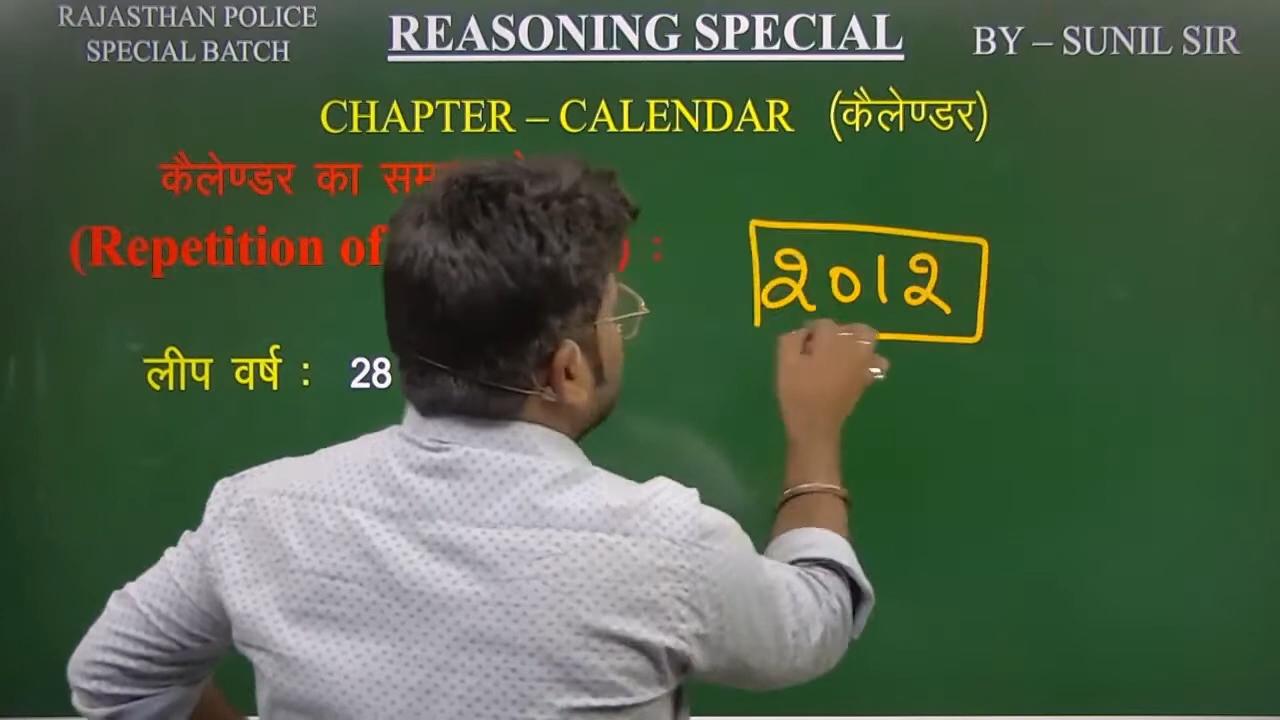 RAJASTHAN POLICE
SPECIAL BATCH
REASONING SPECIAL
BY – SUNIL SIR
CHAPTER – CALENDAR (कैलेण्डर)
कैलेण्डर का
(Repetition of ) :
2012
लीप वर्ष : 28